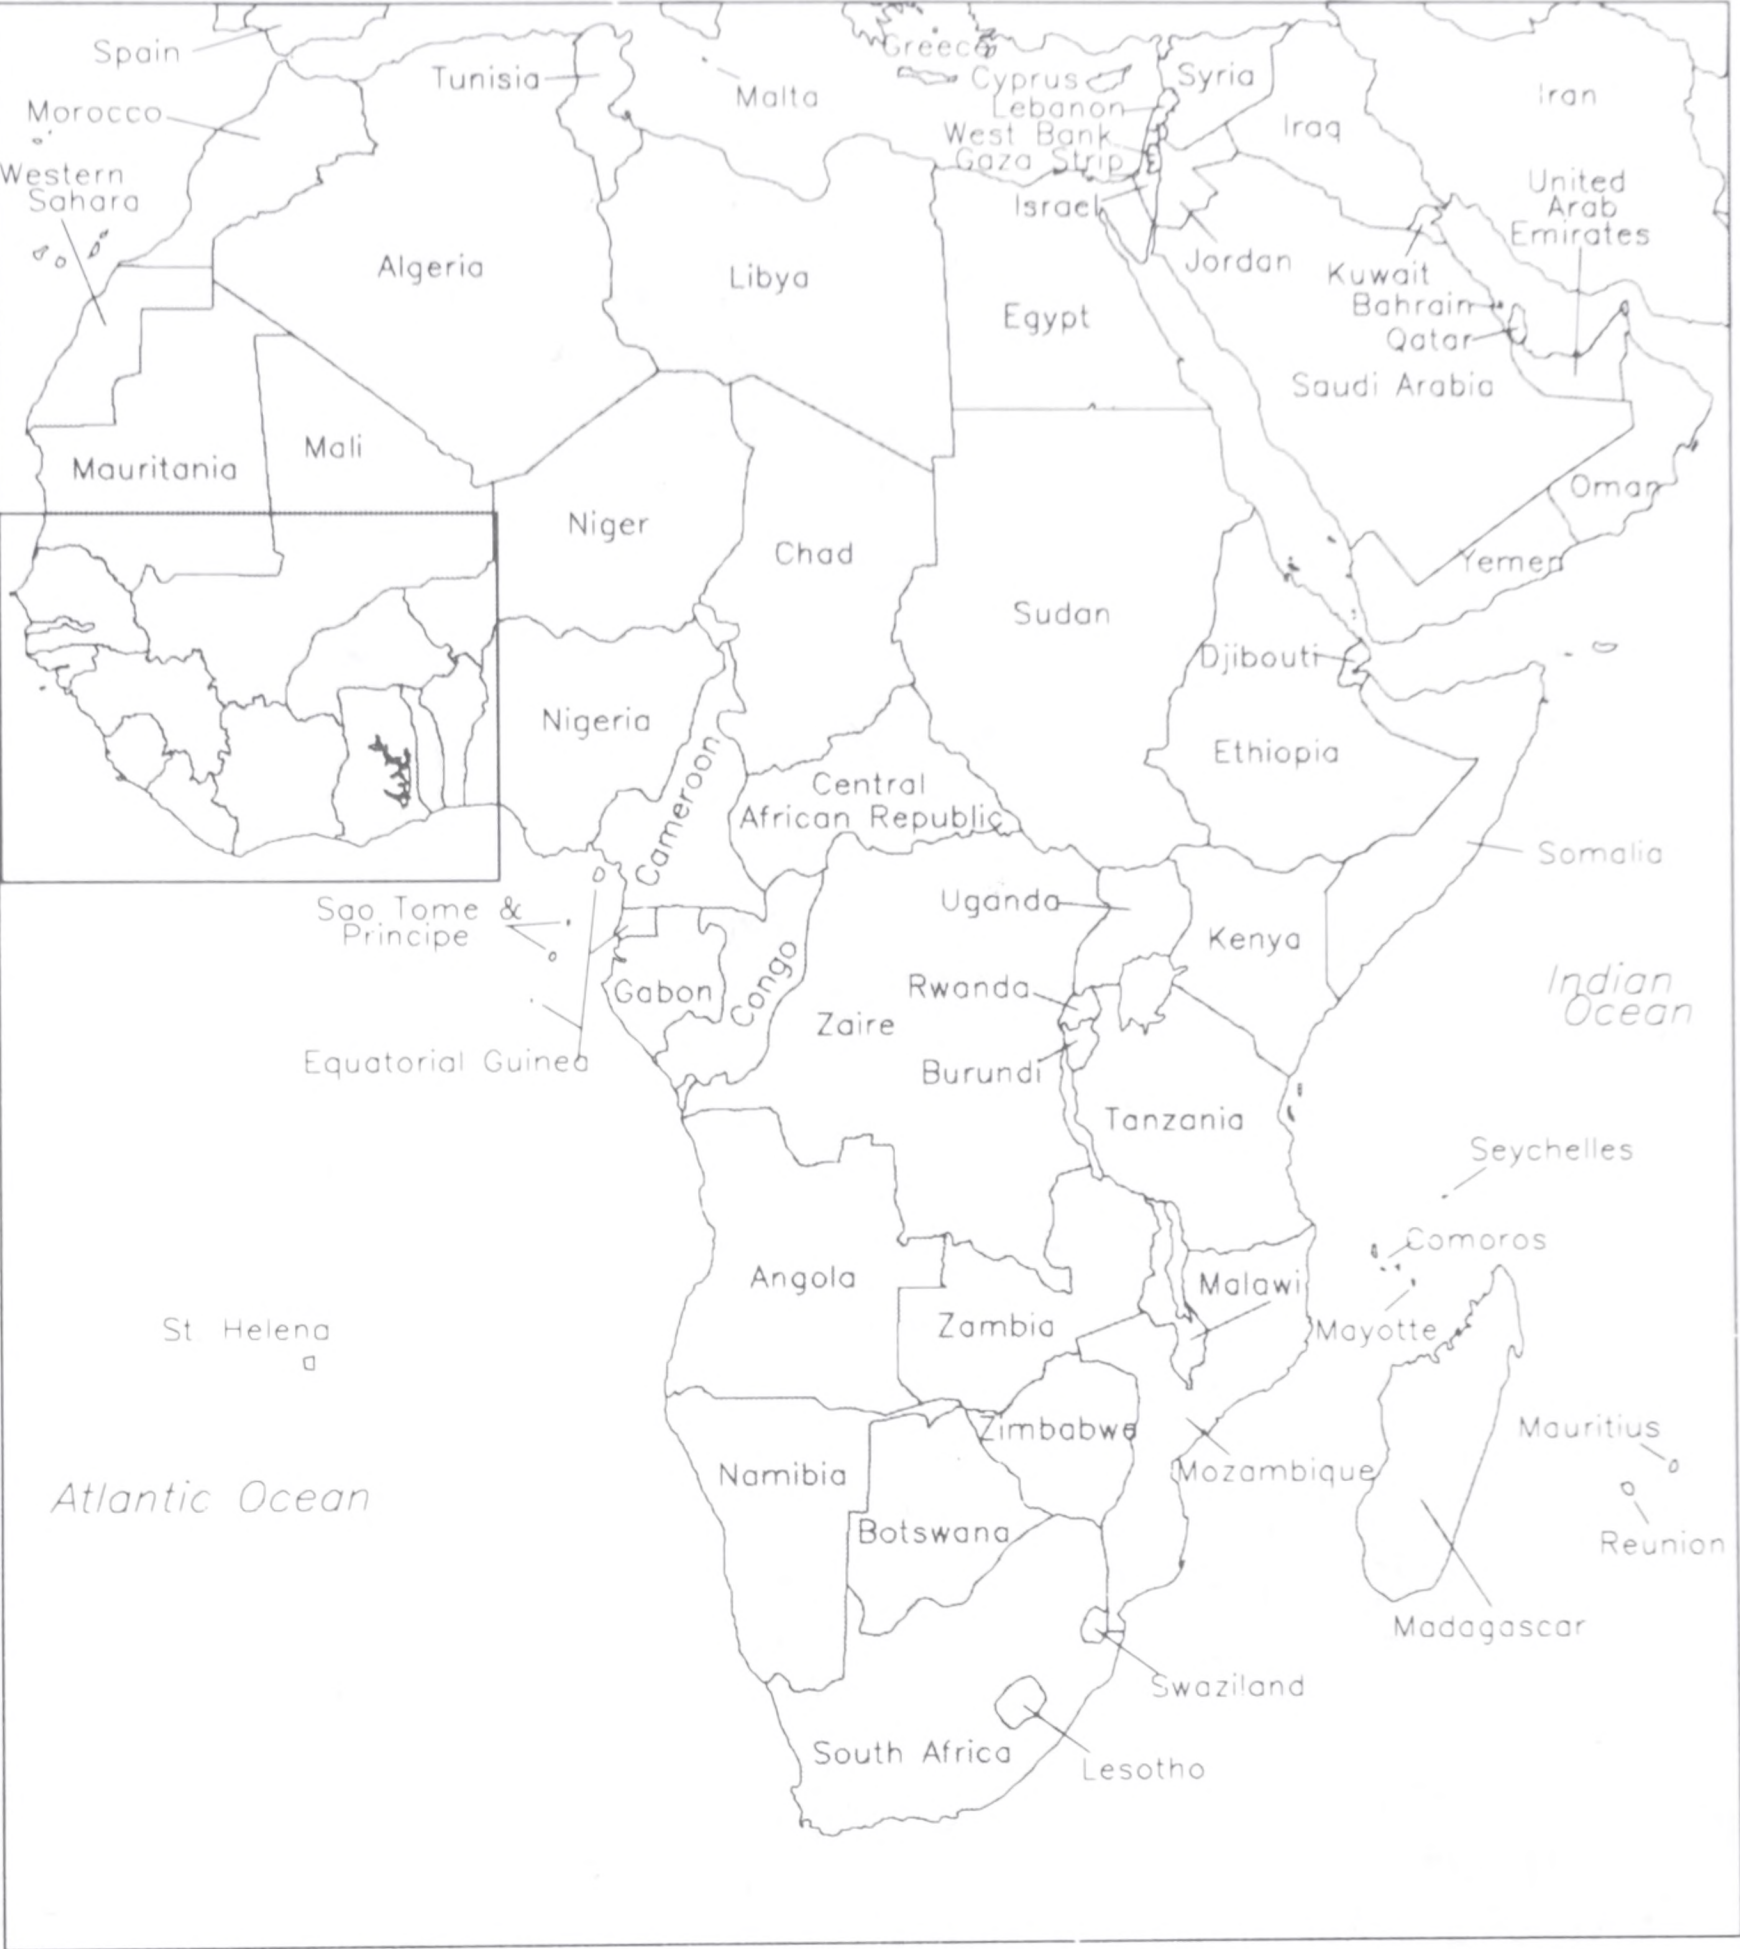 Spain
Tunisia
Malta
Greece
Cyprus
Syria
Iran
Morocco
Lebanon
Iraq
West Bank
Gaza Strip
Western
Sahara
Israel
United
Arab
Emirates
Algeria
Libya
Jordan
Kuwait
Egypt
Bahrain
Qatar
Saudi Arabia
Mauritania
Mali
Oman
Niger
Chad
Yemen
Sudan
Djibouti
Nigeria
Ethiopia
Cameroon
Central
African Republic
Somalia
Sao Tome &
Principe
Uganda
Kenya
Gabon
Congo
Rwanda
Indian
Ocean
Zaire
Equatorial Guinea
Burundi
Tanzania
Seychelles
Comoros
Angola
Malawi
St Helena
Zambia
Mayotte
Zimbabwe
Mauritius
Atlantic Ocean
Namibia
Mozambique
Botswana
Reunion
Madagascar
Swaziland
South Africa
Lesotho